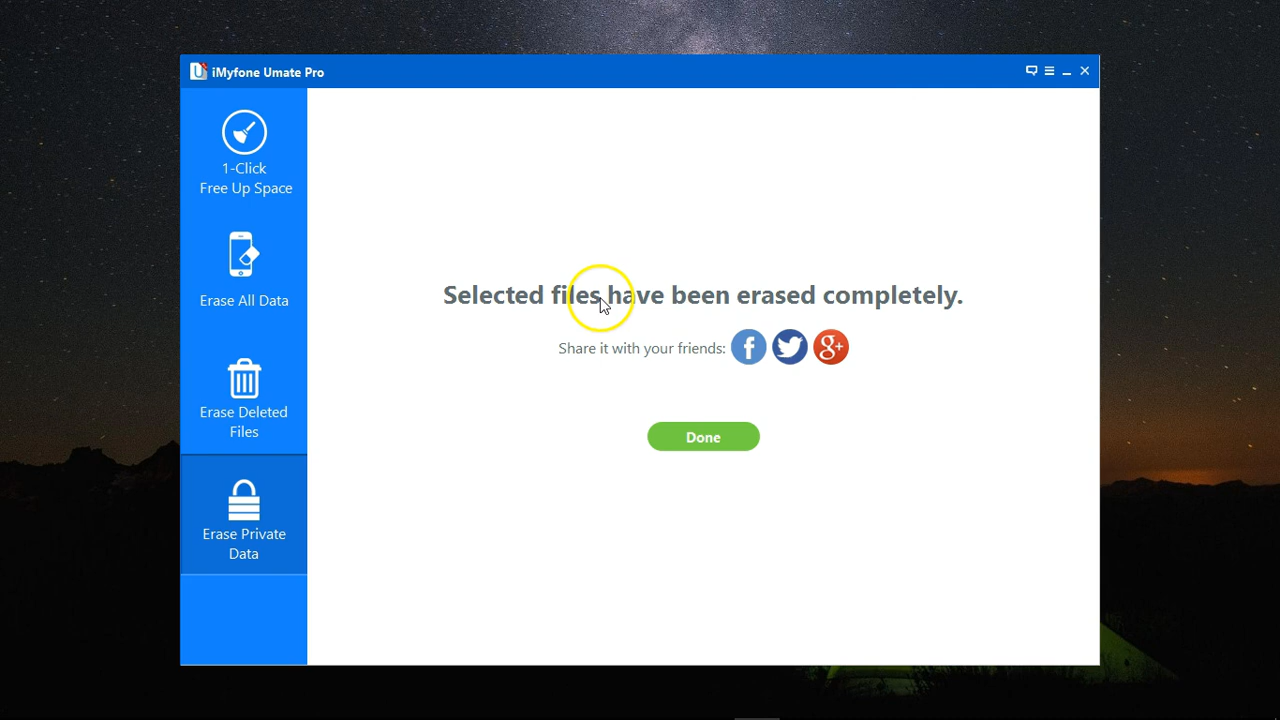 iMyfone Umate Pro
1-Click
Free Up Space
Erase All Data
Erase Deleted
Files
Erase Private
Data
Selected files have been erased completely.
Share it with your friends:
Done